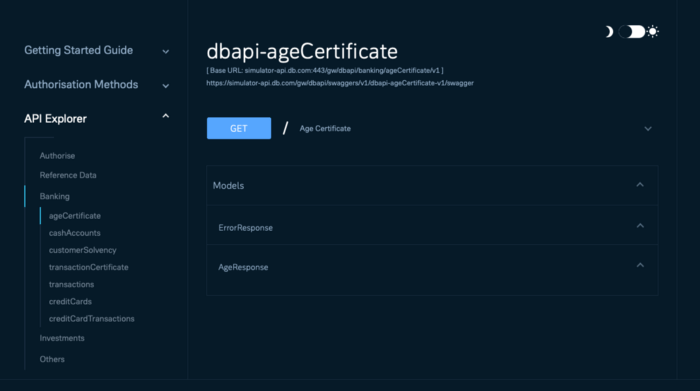 Getting Started Guide
Authorisation Methods
API Explorer
Authorise
Reference Data
Banking
ageCertificate
cashAccounts
customerSolvency
transactionCertificate
transactions
creditCards
creditCardTransactions
Investments
Others
dbapi-ageCertificate
[ Base URL: simulator-api.db.com:443/gw/dbapi/banking/ageCertificate/v1 ]
https://simulator-api.db.com/gw/dbapi/swaggers/v1/dbapi-ageCertificate-v1/swagger
GET / Age Certificate
Models
ErrorResponse
AgeResponse